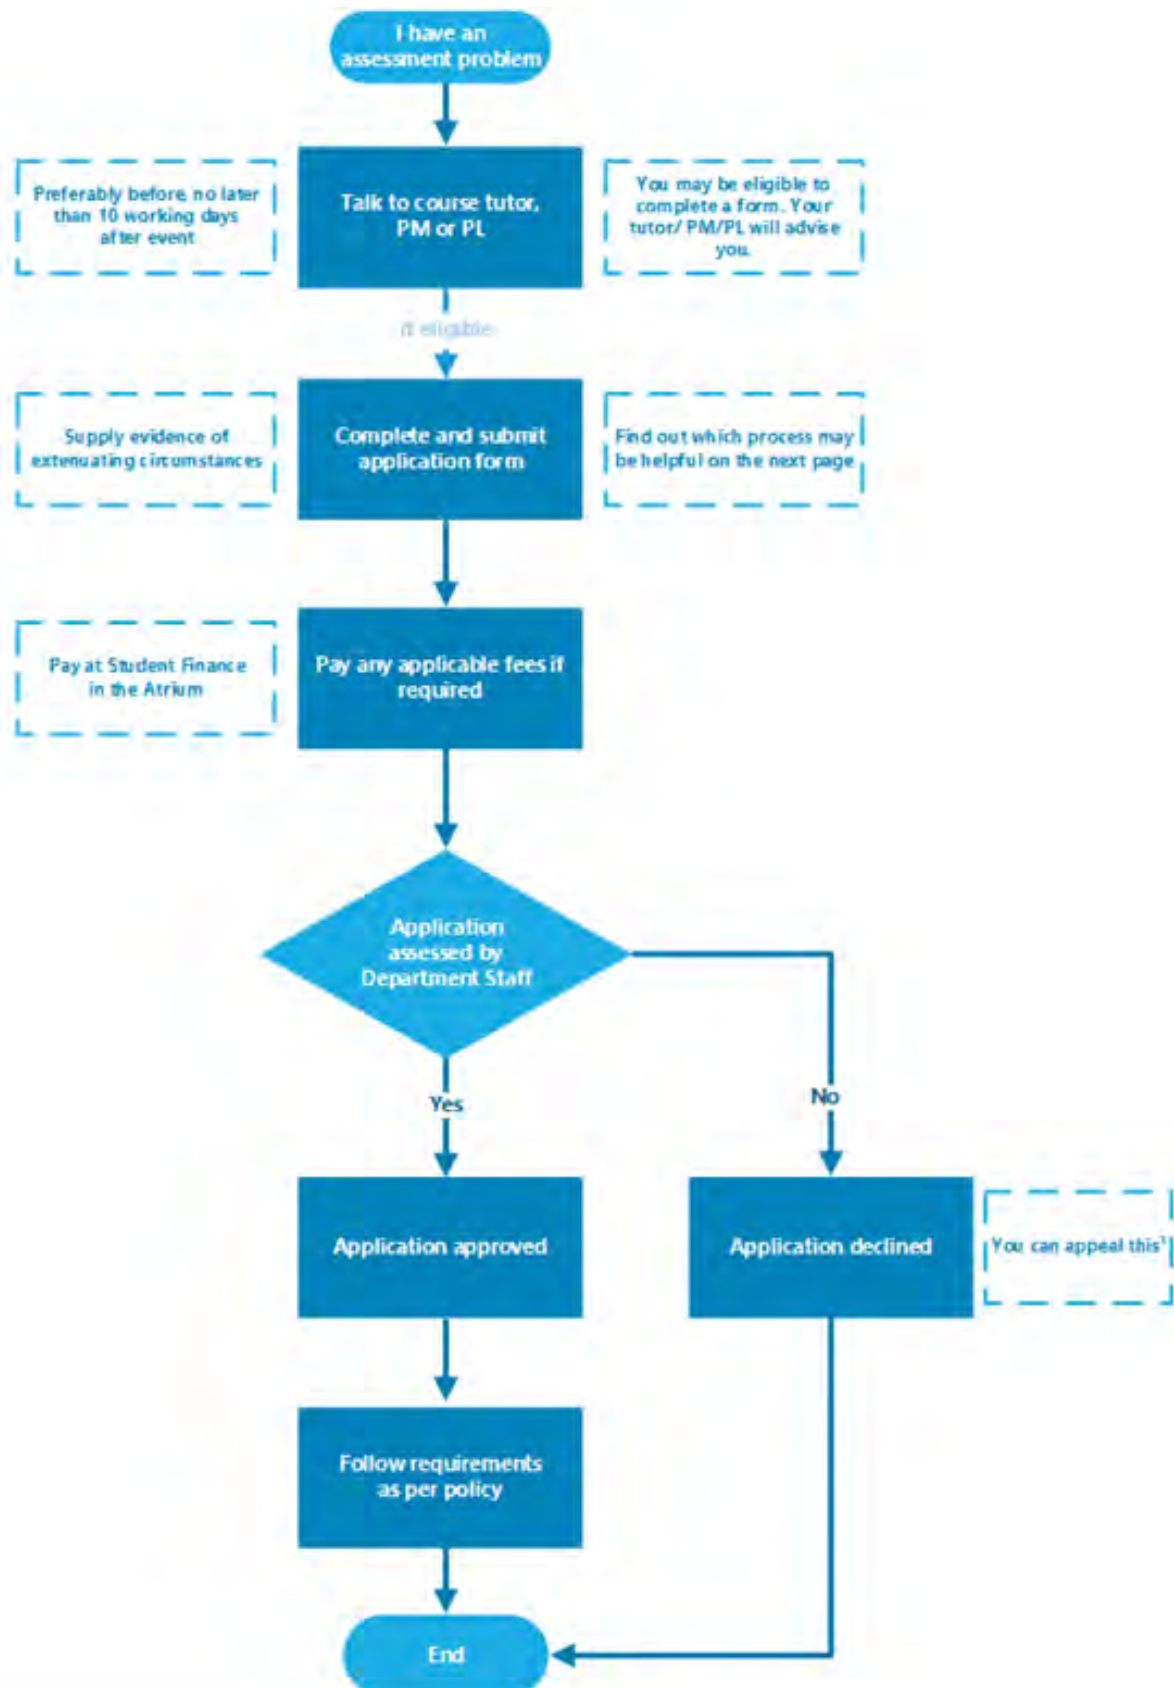 I have an
assessment problem
Preferably before, no later
than 10 working days
after event
Talk to course tutor,
PM or PL
You may be eligible to
complete a form. Your
tutor/ PM/PL will advise
you.
if eligible
Supply evidence of
extenuating circumstances
Complete and submit
application form
Find out which process may
be helpful on the next page
Pay at Student Finance
in the Atrium
Pay any applicable fees if
required
Application
assessed by
Department Staff
Yes
No
Application approved
Application declined
You can appeal this¹
Follow requirements
as per policy
End